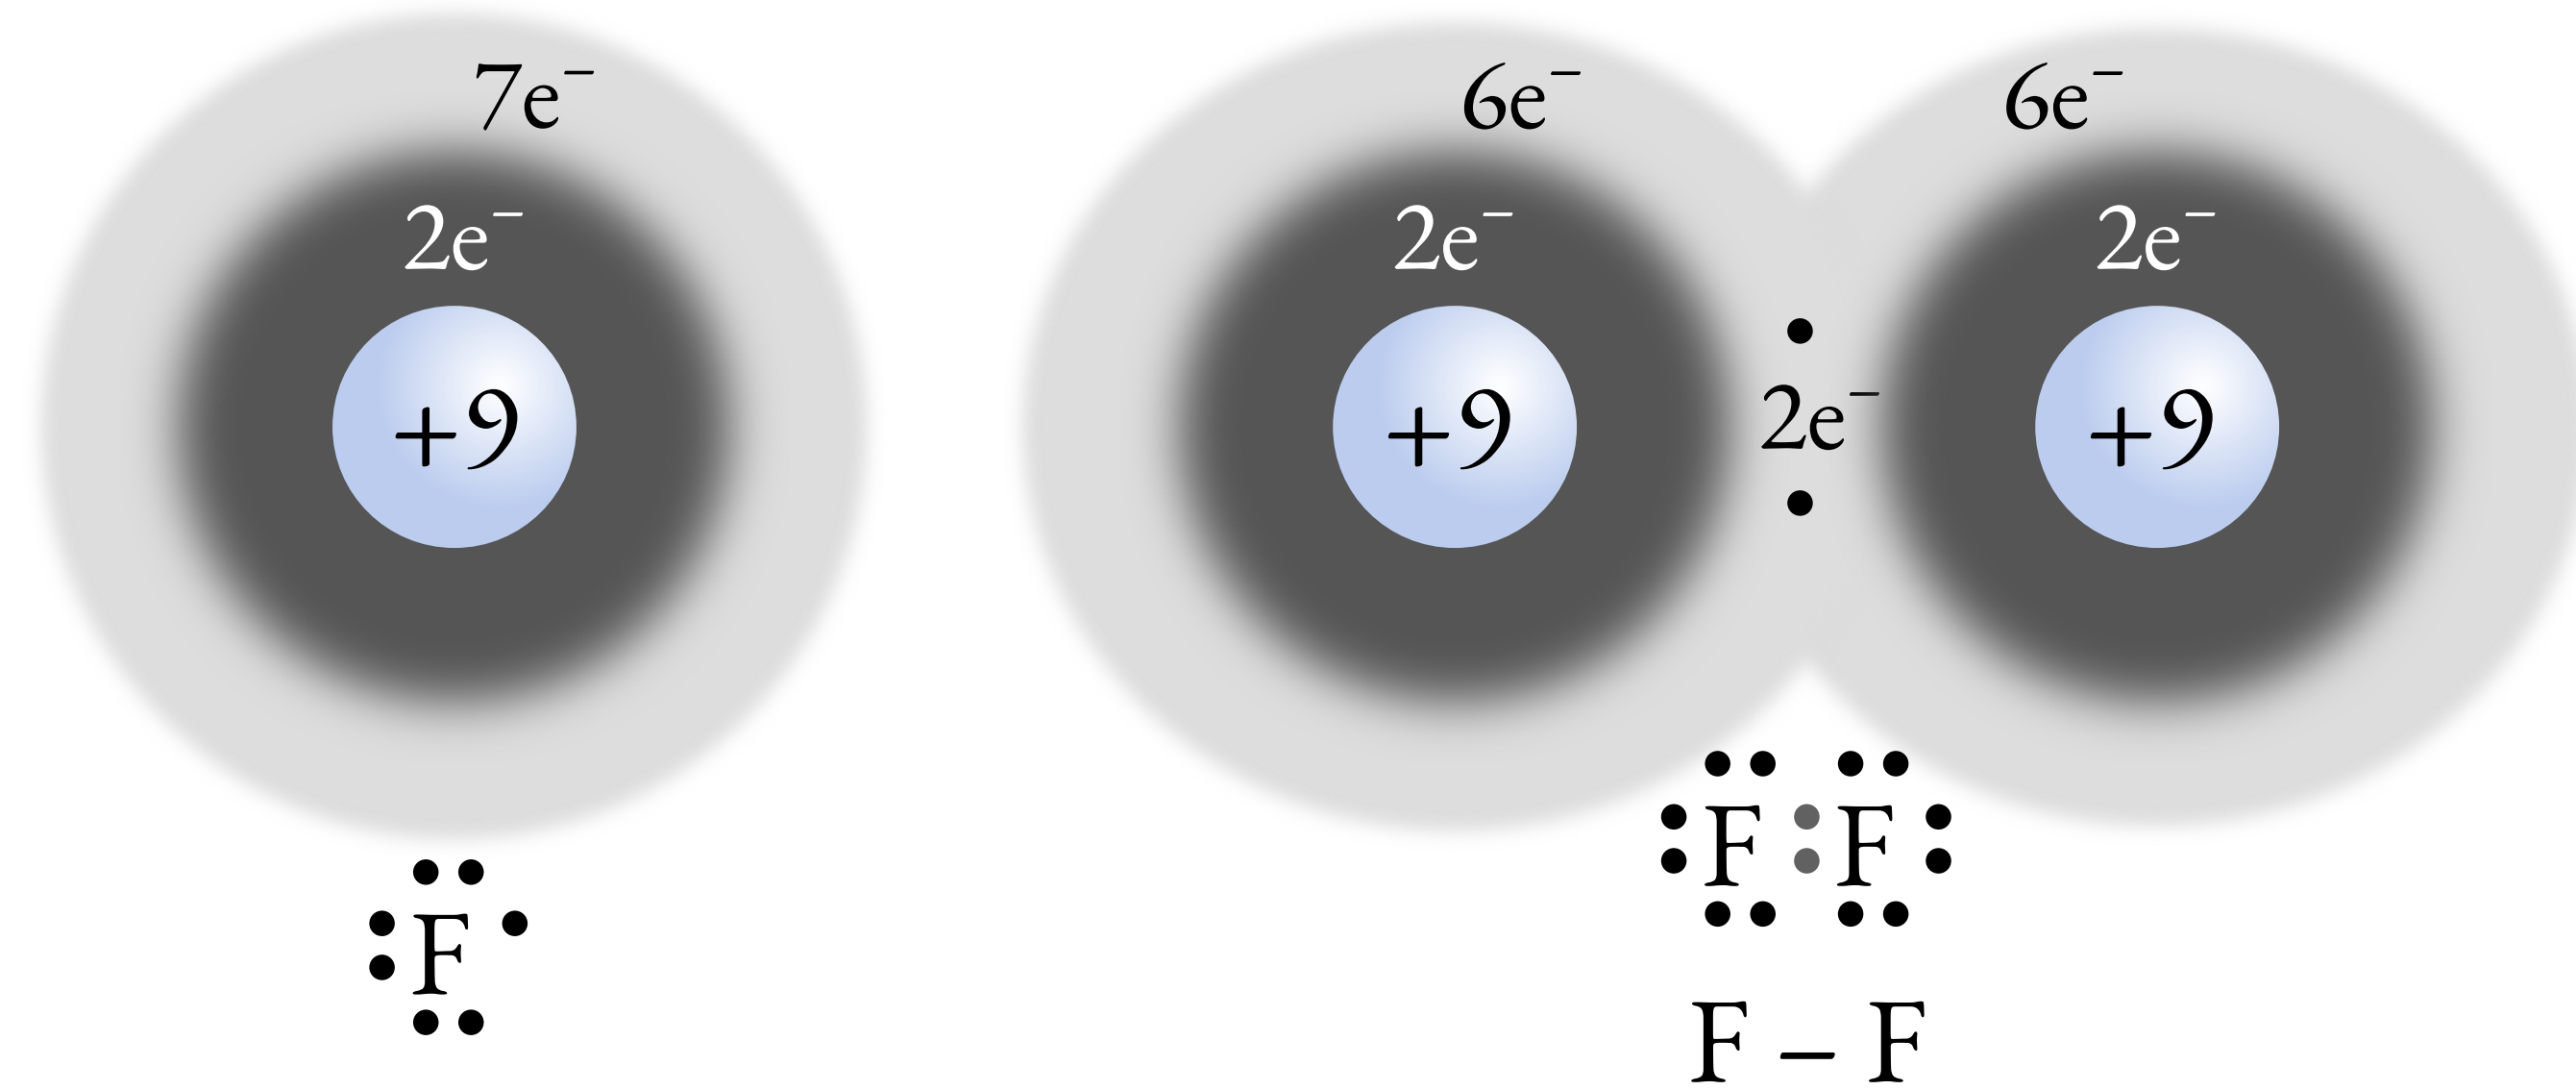 7e⁻
2e⁻
+9
F
6e⁻ 6e⁻
2e⁻ 2e⁻
+9 2e⁻ +9
F F
F – F